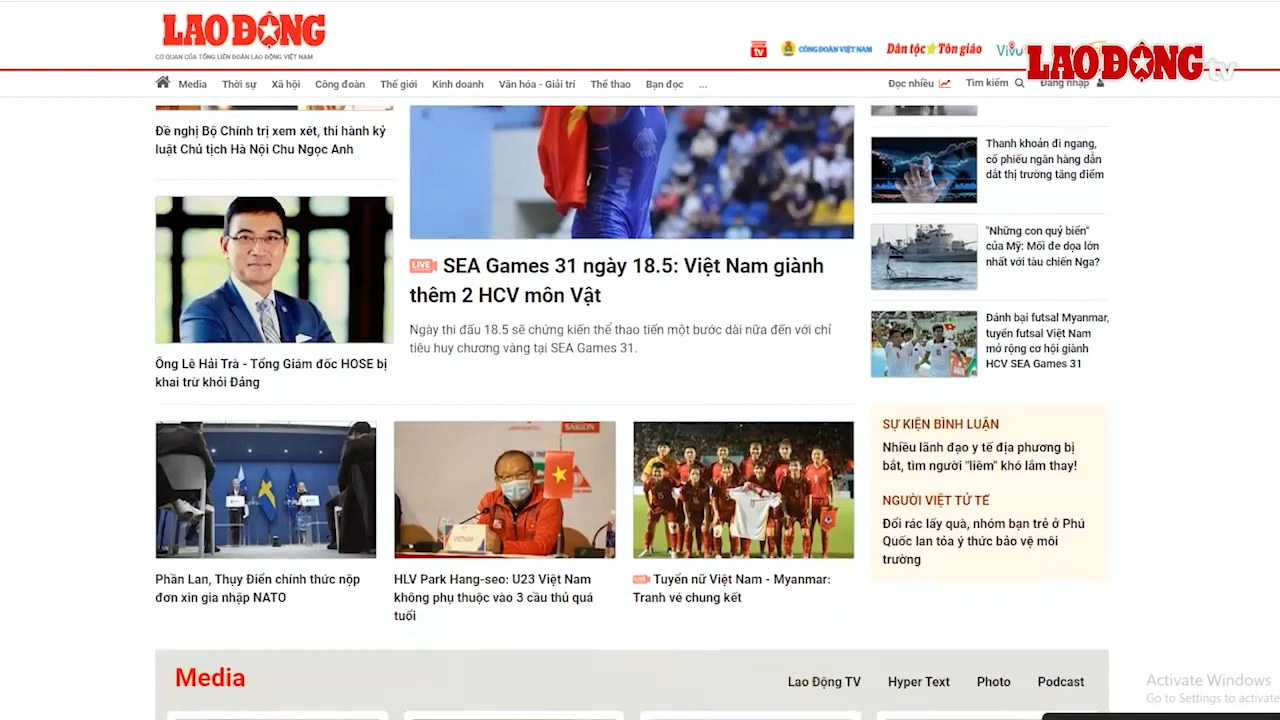 LAO ĐỘNG
CƠ QUAN CỦA TỔNG LIÊN ĐOÀN LAO ĐỘNG VIỆT NAM
tv
CÔNG ĐOÀN VIỆT NAM
Dân tộc Tôn giáo
LAO ĐỘNG tv
Media
Thời sự
Xã hội
Công đoàn
Thế giới
Kinh doanh
Văn hóa - Giải trí
Thể thao
Bạn đọc
...
Đọc nhiều
Tìm kiếm
Đăng nhập
Đề nghị Bộ Chính trị xem xét, thi hành kỷ
luật Chủ tịch Hà Nội Chu Ngọc Anh
Ông Lê Hải Trà - Tổng Giám đốc HOSE bị
khai trừ khỏi Đảng
LIVE SEA Games 31 ngày 18.5: Việt Nam giành
thêm 2 HCV môn Vật
Ngày thi đấu 18.5 sẽ chứng kiến thể thao tiến một bước dài nữa đến với chỉ
tiêu huy chương vàng tại SEA Games 31.
Thanh khoản đi ngang,
cổ phiếu ngân hàng dẫn
dắt thị trường tăng điểm
"Những con quỷ biển"
của Mỹ: Mối đe dọa lớn
nhất với tàu chiến Nga?
Đánh bại futsal Myanmar,
tuyển futsal Việt Nam
mở rộng cơ hội giành
HCV SEA Games 31
SỰ KIỆN BÌNH LUẬN
Nhiều lãnh đạo y tế địa phương bị
bắt, tìm người "liêm" khó lắm thay!
NGƯỜI VIỆT TỬ TẾ
Đổi rác lấy quà, nhóm bạn trẻ ở Phú
Quốc lan tỏa ý thức bảo vệ môi
trường
SAIGON
VIETNAM
Phần Lan, Thụy Điển chính thức nộp
đơn xin gia nhập NATO
HLV Park Hang-seo: U23 Việt Nam
không phụ thuộc vào 3 cầu thủ quá
tuổi
LIVE Tuyển nữ Việt Nam - Myanmar:
Tranh vé chung kết
Media
Lao Động TV
Hyper Text
Photo
Podcast
Activate Windows
Go to Settings to activate